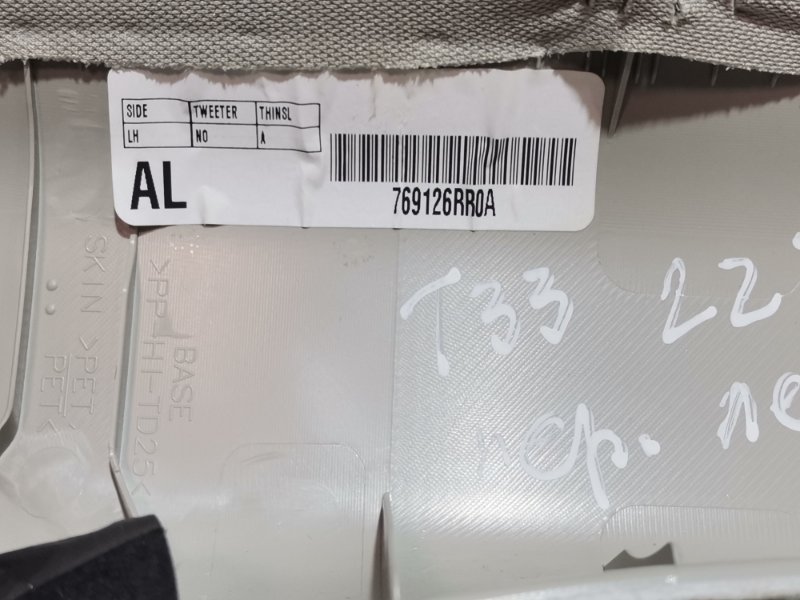 SIDE TWEETER THINSL
LH NO A
AL
769126RR0A
SKIN >PET
PET<
BASE
>PP-HI-TD25<
T33 22
пер. ле